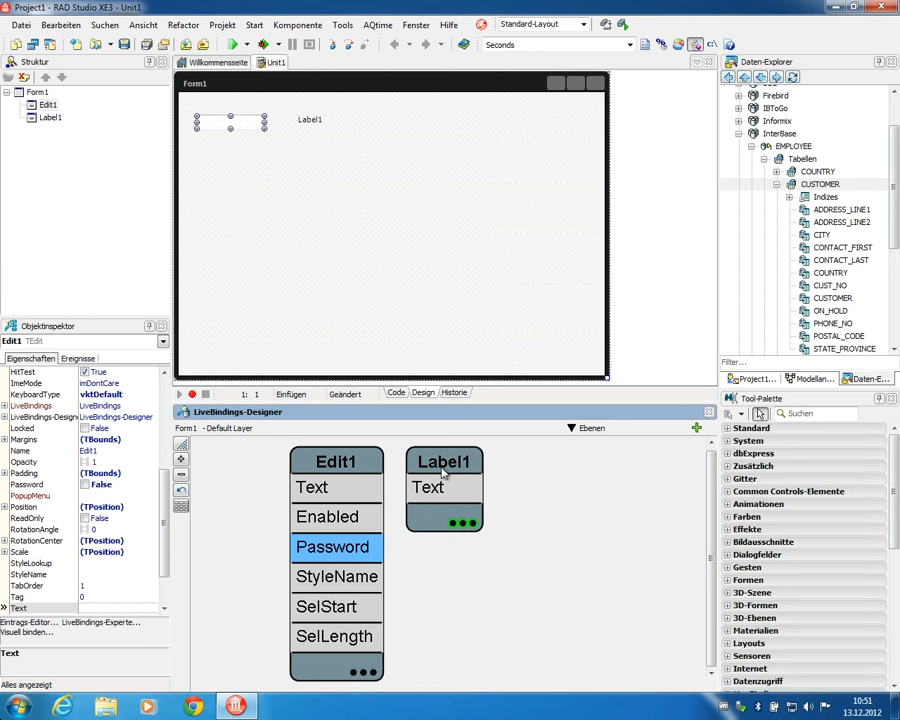 Project1 - RAD Studio XE3 - Unit1
Datei Bearbeiten Suchen Ansicht Refactor Projekt Start Komponente Tools AQtime Fenster Hilfe Standard-Layout
Seconds
Struktur
Form1
Edit1
Label1
Willkommensseite Unit1
Form1
Label1
Daten-Explorer
Firebird
IBToGo
Informix
InterBase
EMPLOYEE
Tabellen
COUNTRY
CUSTOMER
Indizes
ADDRESS_LINE1
ADDRESS_LINE2
CITY
CONTACT_FIRST
CONTACT_LAST
COUNTRY
CUST_NO
CUSTOMER
ON_HOLD
PHONE_NO
POSTAL_CODE
STATE_PROVINCE
Filter...
Project1... Modellan... Daten-E...
Objektinspektor
Edit1 TEdit
Eigenschaften Ereignisse
HitTest True
ImeMode imDontCare
KeyboardType vktDefault
LiveBindings LiveBindings
LiveBindings-Designer LiveBindings-Designer
Locked False
Margins (TBounds)
Name Edit1
Opacity 1
Padding (TBounds)
Password False
PopupMenu
Position (TPosition)
ReadOnly False
RotationAngle 0
RotationCenter (TPosition)
Scale (TPosition)
StyleLookup
StyleName
TabOrder 1
Tag 0
Text
Eintrags-Editor... LiveBindings-Experte...
Visuell binden...
Text
Alles angezeigt
1: 1 Einfügen Geändert Code Design Historie
LiveBindings-Designer
Form1 - Default Layer Ebenen
Edit1
Text
Enabled
Password
StyleName
SelStart
SelLength
Label1
Text
Tool-Palette
Suchen
Standard
System
dbExpress
Zusätzlich
Gitter
Common Controls-Elemente
Animationen
Farben
Effekte
Bildausschnitte
Dialogfelder
Gesten
Formen
3D-Szene
3D-Formen
3D-Ebenen
Materialien
Layouts
Sensoren
Internet
Datenzugriff
10:51
13.12.2012